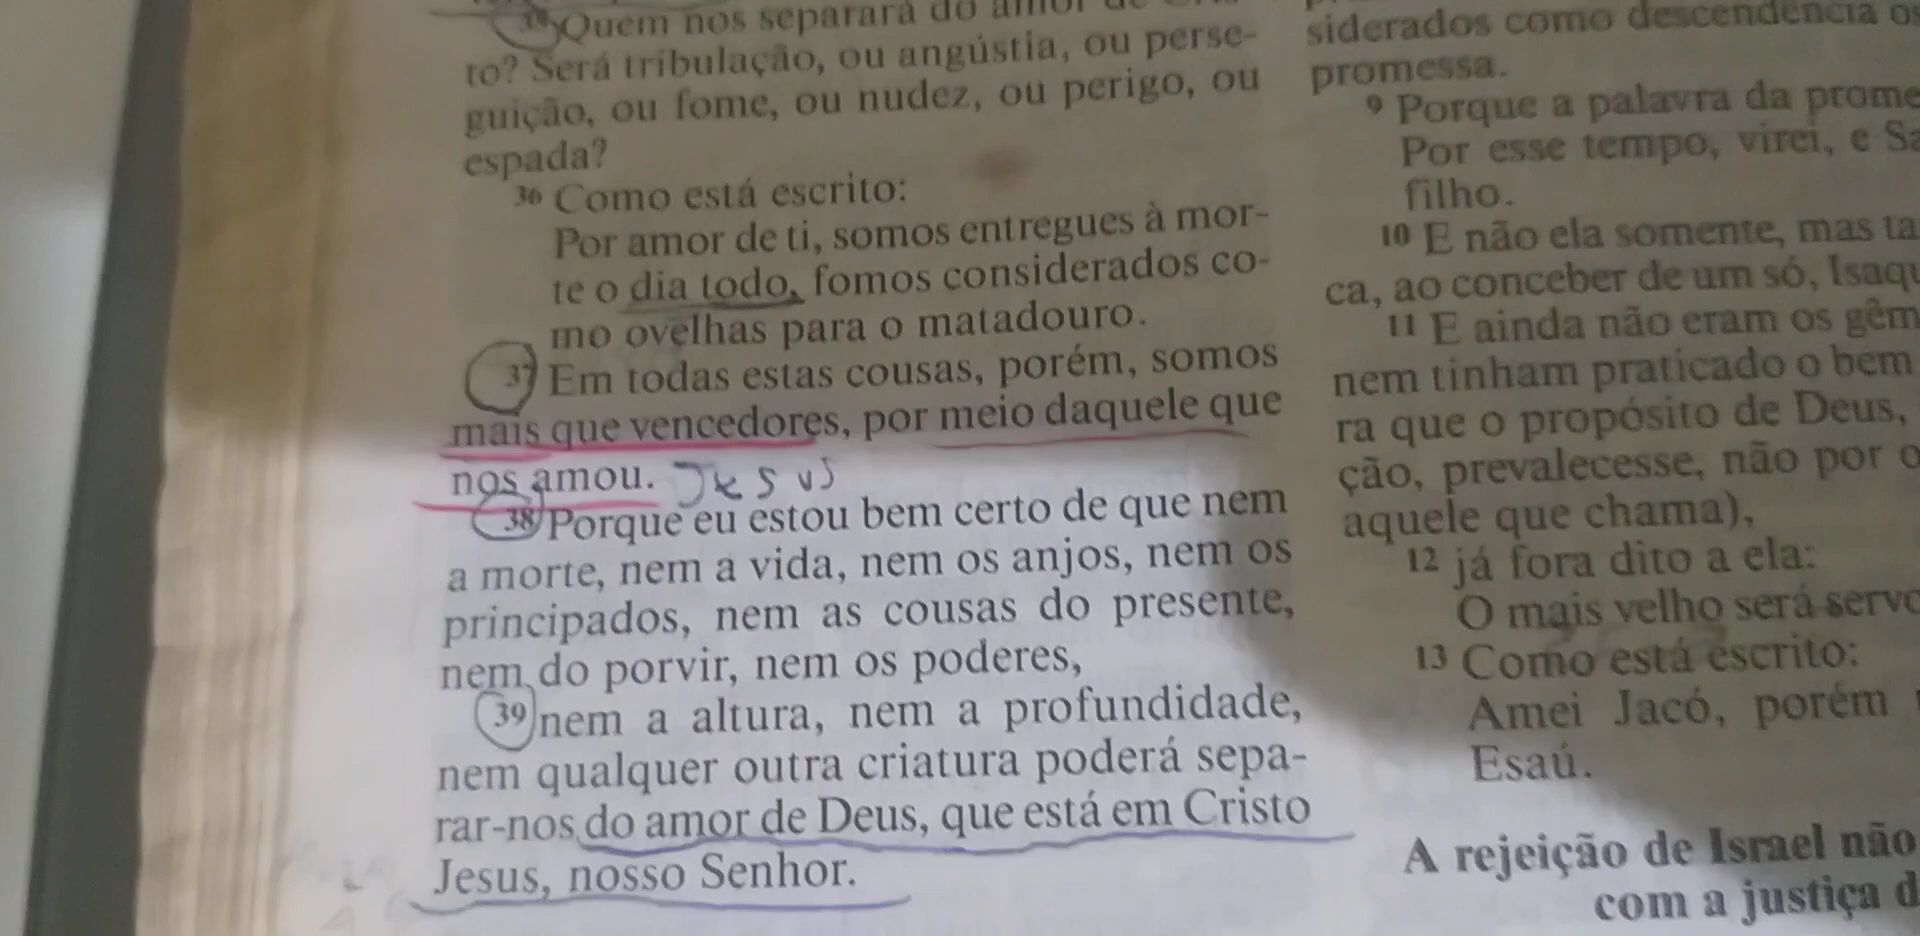 35 Quem nos separará do amor de
to? Será tribulação, ou angústia, ou perse-
guição, ou fome, ou nudez, ou perigo, ou
espada?
36 Como está escrito:
Por amor de ti, somos entregues à mor-
te o dia todo, fomos considerados co-
mo ovelhas para o matadouro.
37 Em todas estas cousas, porém, somos
mais que vencedores, por meio daquele que
nos amou. Jesus
38 Porque eu estou bem certo de que nem
a morte, nem a vida, nem os anjos, nem os
principados, nem as cousas do presente,
nem do porvir, nem os poderes,
39 nem a altura, nem a profundidade,
nem qualquer outra criatura poderá sepa-
rar-nos do amor de Deus, que está em Cristo
Jesus, nosso Senhor.
siderados como descendência os
promessa.
9 Porque a palavra da prome
Por esse tempo, virei, e Sa
filho.
10 E não ela somente, mas ta
ca, ao conceber de um só, Isaqu
11 E ainda não eram os gêm
nem tinham praticado o bem
ra que o propósito de Deus,
ção, prevalecesse, não por o
aquele que chama),
12 já fora dito a ela:
O mais velho será servo
13 Como está escrito:
Amei Jacó, porém
Esaú.
A rejeição de Israel não
com a justiça d